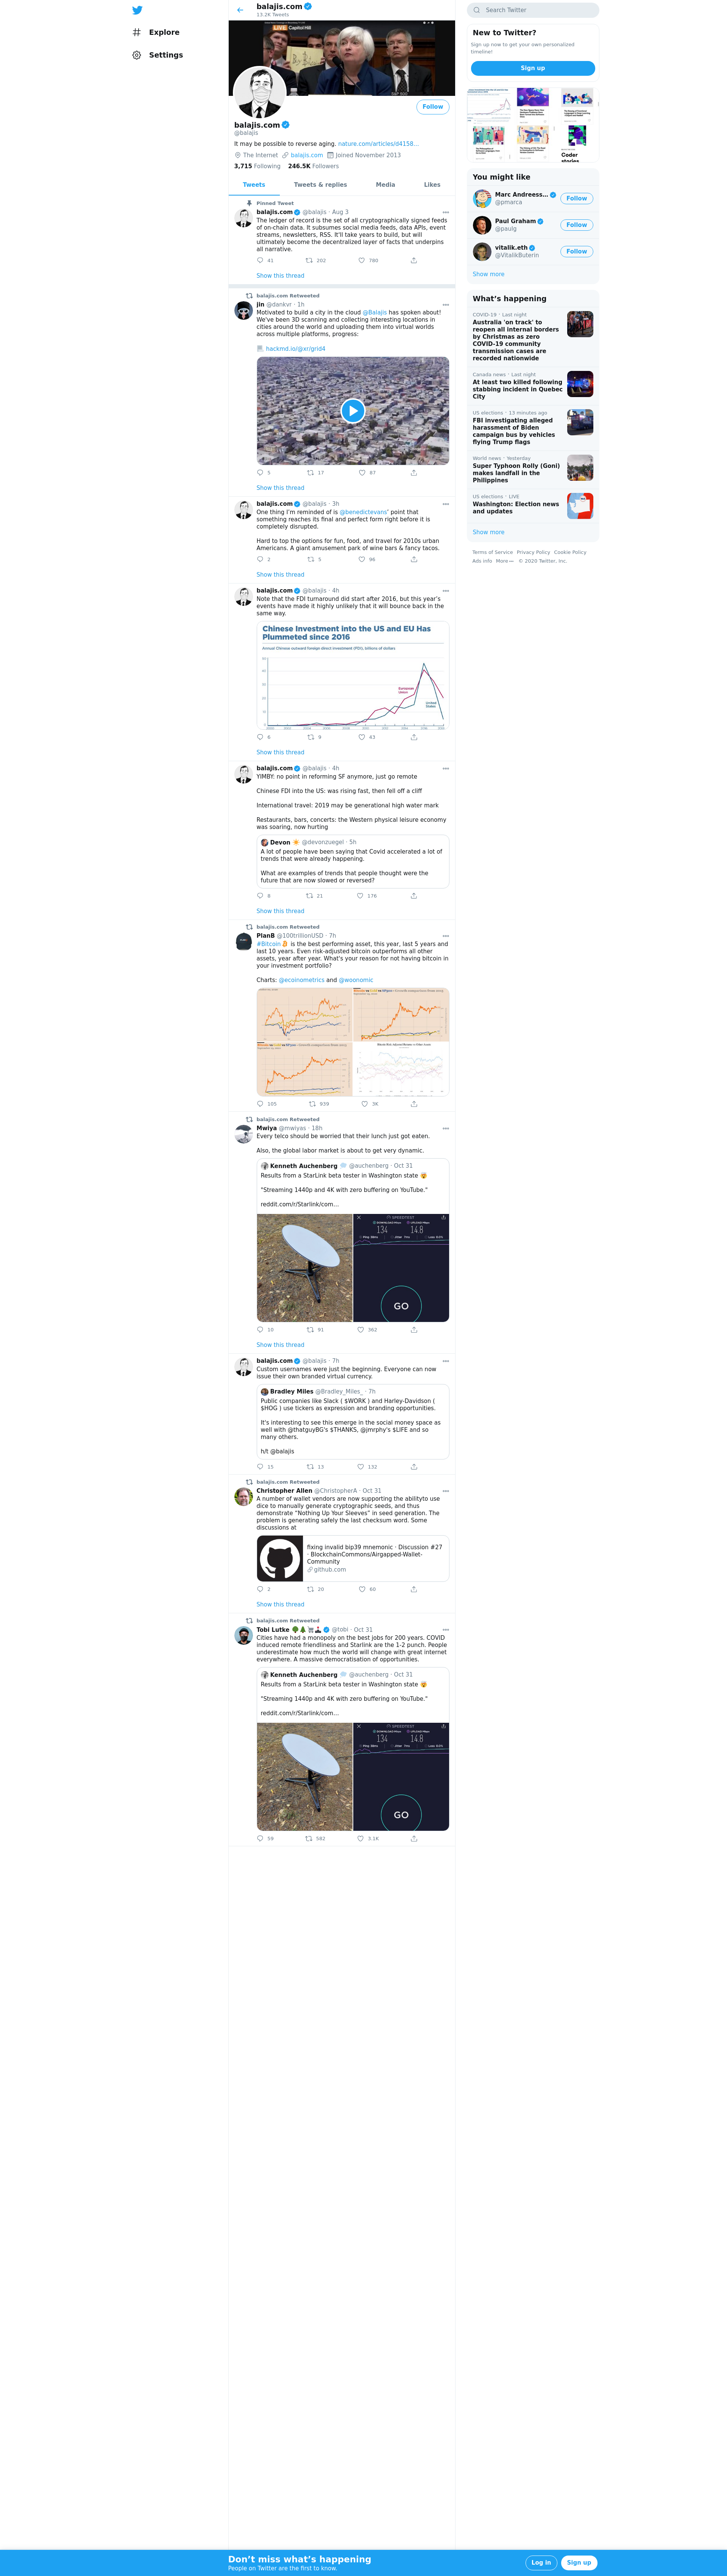 Explore
Settings
balajis.com
13.2K Tweets
LIVE Capitol Hill
Follow
balajis.com
@balajis
It may be possible to reverse aging. nature.com/articles/d4158…
The Internet balajis.com Joined November 2013
3,715 Following 246.5K Followers
Tweets Tweets & replies Media Likes
Pinned Tweet
balajis.com @balajis · Aug 3
The ledger of record is the set of all cryptographically signed feeds
of on-chain data. It subsumes social media feeds, data APIs, event
streams, newsletters, RSS. It'll take years to build, but will
ultimately become the decentralized layer of facts that underpins
all narrative.
41 202 780
Show this thread
balajis.com Retweeted
jin @dankvr · 1h
Motivated to build a city in the cloud @Balajis has spoken about!
We've been 3D scanning and collecting interesting locations in
cities around the world and uploading them into virtual worlds
across multiple platforms, progress:
hackmd.io/@xr/grid4
5 17 87
Show this thread
balajis.com @balajis · 3h
One thing I'm reminded of is @benedictevans' point that
something reaches its final and perfect form right before it is
completely disrupted.
Hard to top the options for fun, food, and travel for 2010s urban
Americans. A giant amusement park of wine bars & fancy tacos.
2 5 96
Show this thread
balajis.com @balajis · 4h
Note that the FDI turnaround did start after 2016, but this year's
events have made it highly unlikely that it will bounce back in the
same way.
Chinese Investment into the US and EU Has
Plummeted since 2016
Annual Chinese outward foreign direct investment (FDI), billions of dollars
European
Union
United
States
6 9 43
Show this thread
balajis.com @balajis · 4h
YIMBY: no point in reforming SF anymore, just go remote
Chinese FDI into the US: was rising fast, then fell off a cliff
International travel: 2019 may be generational high water mark
Restaurants, bars, concerts: the Western physical leisure economy
was soaring, now hurting
Devon @devonzuegel · 5h
A lot of people have been saying that Covid accelerated a lot of
trends that were already happening.
What are examples of trends that people thought were the
future that are now slowed or reversed?
8 21 176
Show this thread
balajis.com Retweeted
PlanB @100trillionUSD · 7h
#Bitcoin is the best performing asset, this year, last 5 years and
last 10 years. Even risk-adjusted bitcoin outperforms all other
assets, year after year. What's your reason for not having bitcoin in
your investment portfolio?
Charts: @ecoinometrics and @woonomic
105 939 3K
balajis.com Retweeted
Mwiya @mwiyas · 18h
Every telco should be worried that their lunch just got eaten.
Also, the global labor market is about to get very dynamic.
Kenneth Auchenberg @auchenberg · Oct 31
Results from a StarLink beta tester in Washington state
"Streaming 1440p and 4K with zero buffering on YouTube."
reddit.com/r/Starlink/com…
SPEEDTEST
DOWNLOAD Mbps UPLOAD Mbps
134 14.8
GO
10 91 362
Show this thread
balajis.com @balajis · 7h
Custom usernames were just the beginning. Everyone can now
issue their own branded virtual currency.
Bradley Miles @Bradley_Miles_ · 7h
Public companies like Slack ( $WORK ) and Harley-Davidson (
$HOG ) use tickers as expression and branding opportunities.
It's interesting to see this emerge in the social money space as
well with @thatguyBG's $THANKS, @jmrphy's $LIFE and so
many others.
h/t @balajis
15 13 132
balajis.com Retweeted
Christopher Allen @ChristopherA · Oct 31
A number of wallet vendors are now supporting the abilityto use
dice to manually generate cryptographic seeds, and thus
demonstrate "Nothing Up Your Sleeves" in seed generation. The
problem is generating safely the last checksum word. Some
discussions at
fixing invalid bip39 mnemonic · Discussion #27
· BlockchainCommons/Airgapped-Wallet-
Community
github.com
2 20 60
Show this thread
balajis.com Retweeted
Tobi Lutke @tobi · Oct 31
Cities have had a monopoly on the best jobs for 200 years. COVID
induced remote friendliness and Starlink are the 1-2 punch. People
underestimate how much the world will change with great internet
everywhere. A massive democratisation of opportunities.
Kenneth Auchenberg @auchenberg · Oct 31
Results from a StarLink beta tester in Washington state
"Streaming 1440p and 4K with zero buffering on YouTube."
reddit.com/r/Starlink/com…
SPEEDTEST
DOWNLOAD Mbps UPLOAD Mbps
134 14.8
GO
59 582 3.1K
Search Twitter
New to Twitter?
Sign up now to get your own personalized
timeline!
Sign up
Coder
stories
You might like
Marc Andreess…
@pmarca
Follow
Paul Graham
@paulg
Follow
vitalik.eth
@VitalikButerin
Follow
Show more
What's happening
COVID-19 · Last night
Australia 'on track' to
reopen all internal borders
by Christmas as zero
COVID-19 community
transmission cases are
recorded nationwide
Canada news · Last night
At least two killed following
stabbing incident in Quebec
City
US elections · 13 minutes ago
FBI investigating alleged
harassment of Biden
campaign bus by vehicles
flying Trump flags
World news · Yesterday
Super Typhoon Rolly (Goni)
makes landfall in the
Philippines
US elections · LIVE
Washington: Election news
and updates
Show more
Terms of Service Privacy Policy Cookie Policy
Ads info More © 2020 Twitter, Inc.
Don't miss what's happening
People on Twitter are the first to know.
Log in
Sign up